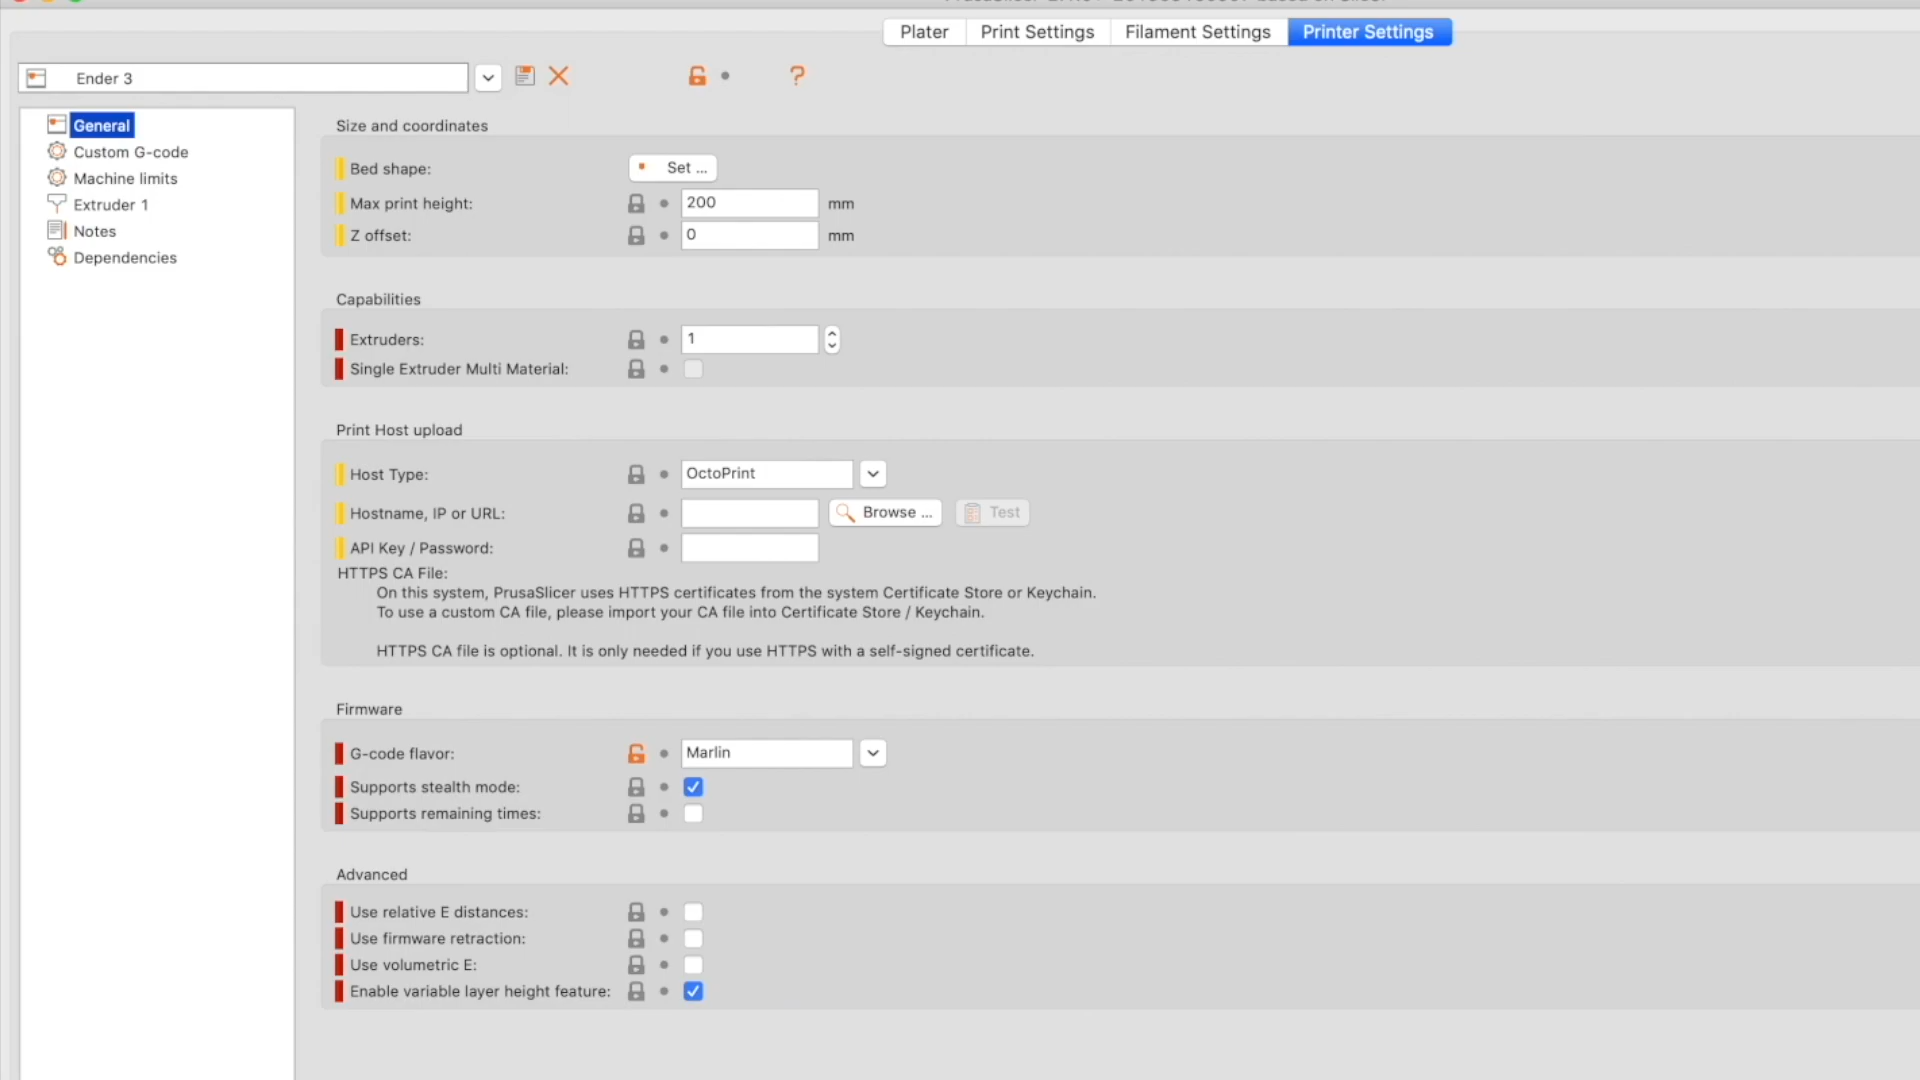 Plater
Print Settings
Filament Settings
Printer Settings
Ender 3
?
General
Custom G-code
Machine limits
Extruder 1
Notes
Dependencies
Size and coordinates
Bed shape:
Set ...
Max print height:
200
mm
Z offset:
0
mm
Capabilities
Extruders:
1
Single Extruder Multi Material:
Print Host upload
Host Type:
OctoPrint
Hostname, IP or URL:
Browse ...
Test
API Key / Password:
HTTPS CA File:
On this system, PrusaSlicer uses HTTPS certificates from the system Certificate Store or Keychain.
To use a custom CA file, please import your CA file into Certificate Store / Keychain.
HTTPS CA file is optional. It is only needed if you use HTTPS with a self-signed certificate.
Firmware
G-code flavor:
Marlin
Supports stealth mode:
Supports remaining times:
Advanced
Use relative E distances:
Use firmware retraction:
Use volumetric E:
Enable variable layer height feature: